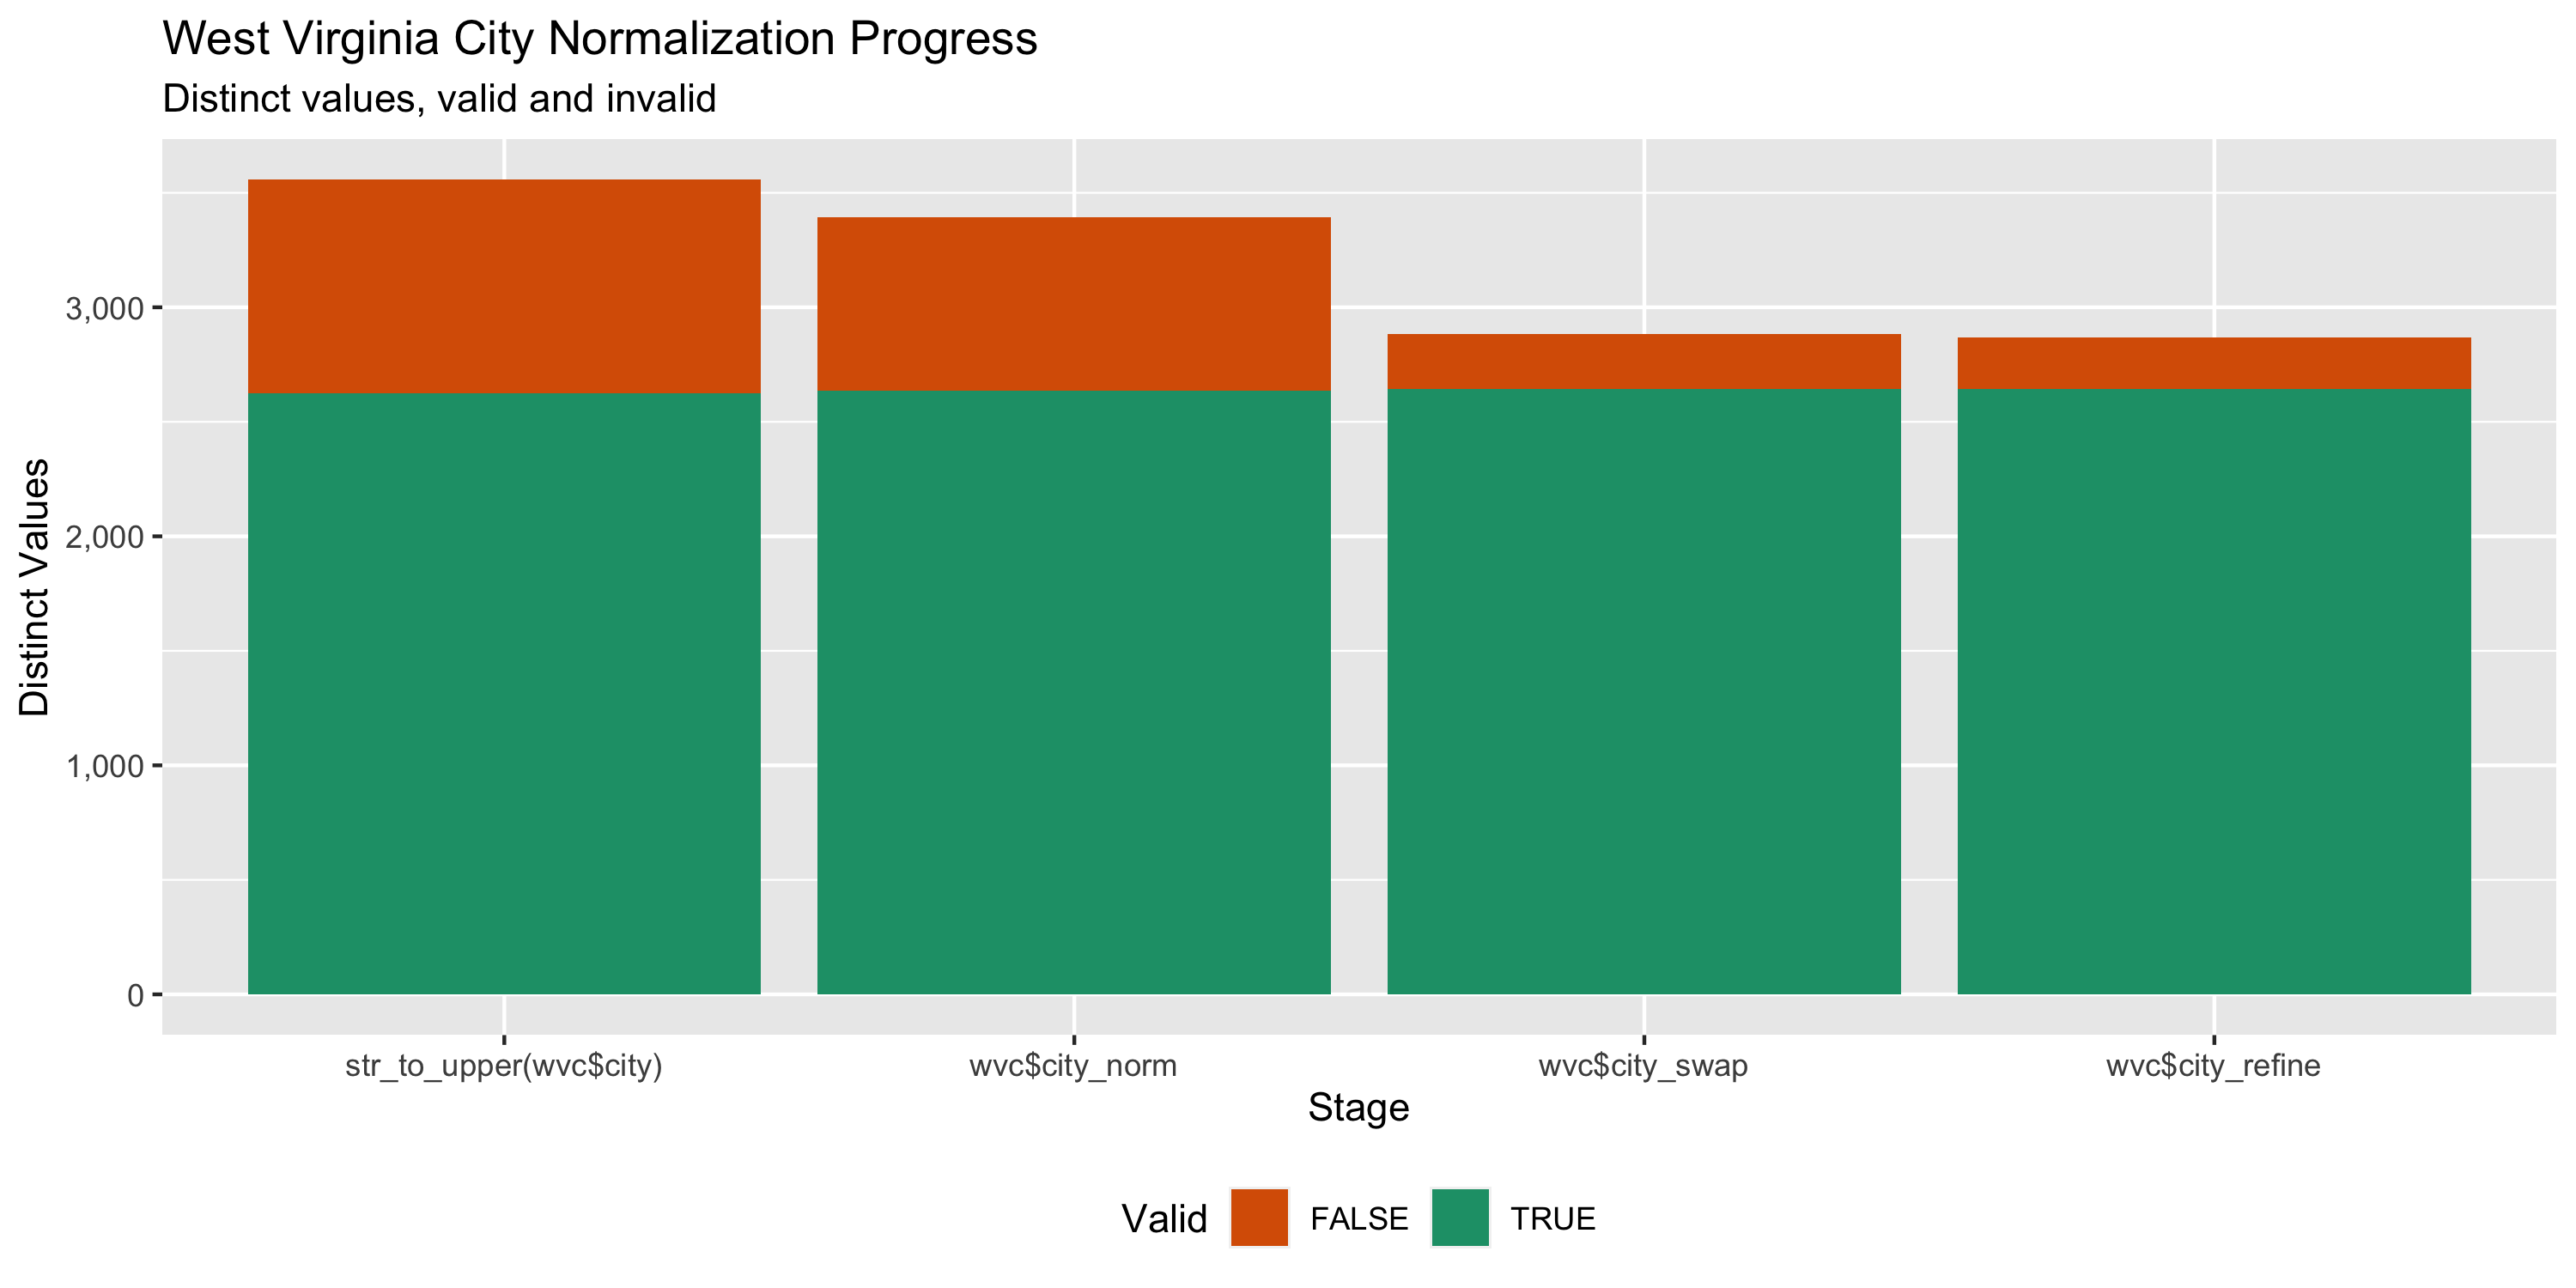 West Virginia City Normalization Progress
Distinct values, valid and invalid
Distinct Values
3,000
2,000
1,000
0
str_to_upper(wvc$city)
wvc$city_norm
wvc$city_swap
wvc$city_refine
Stage
Valid
FALSE
TRUE